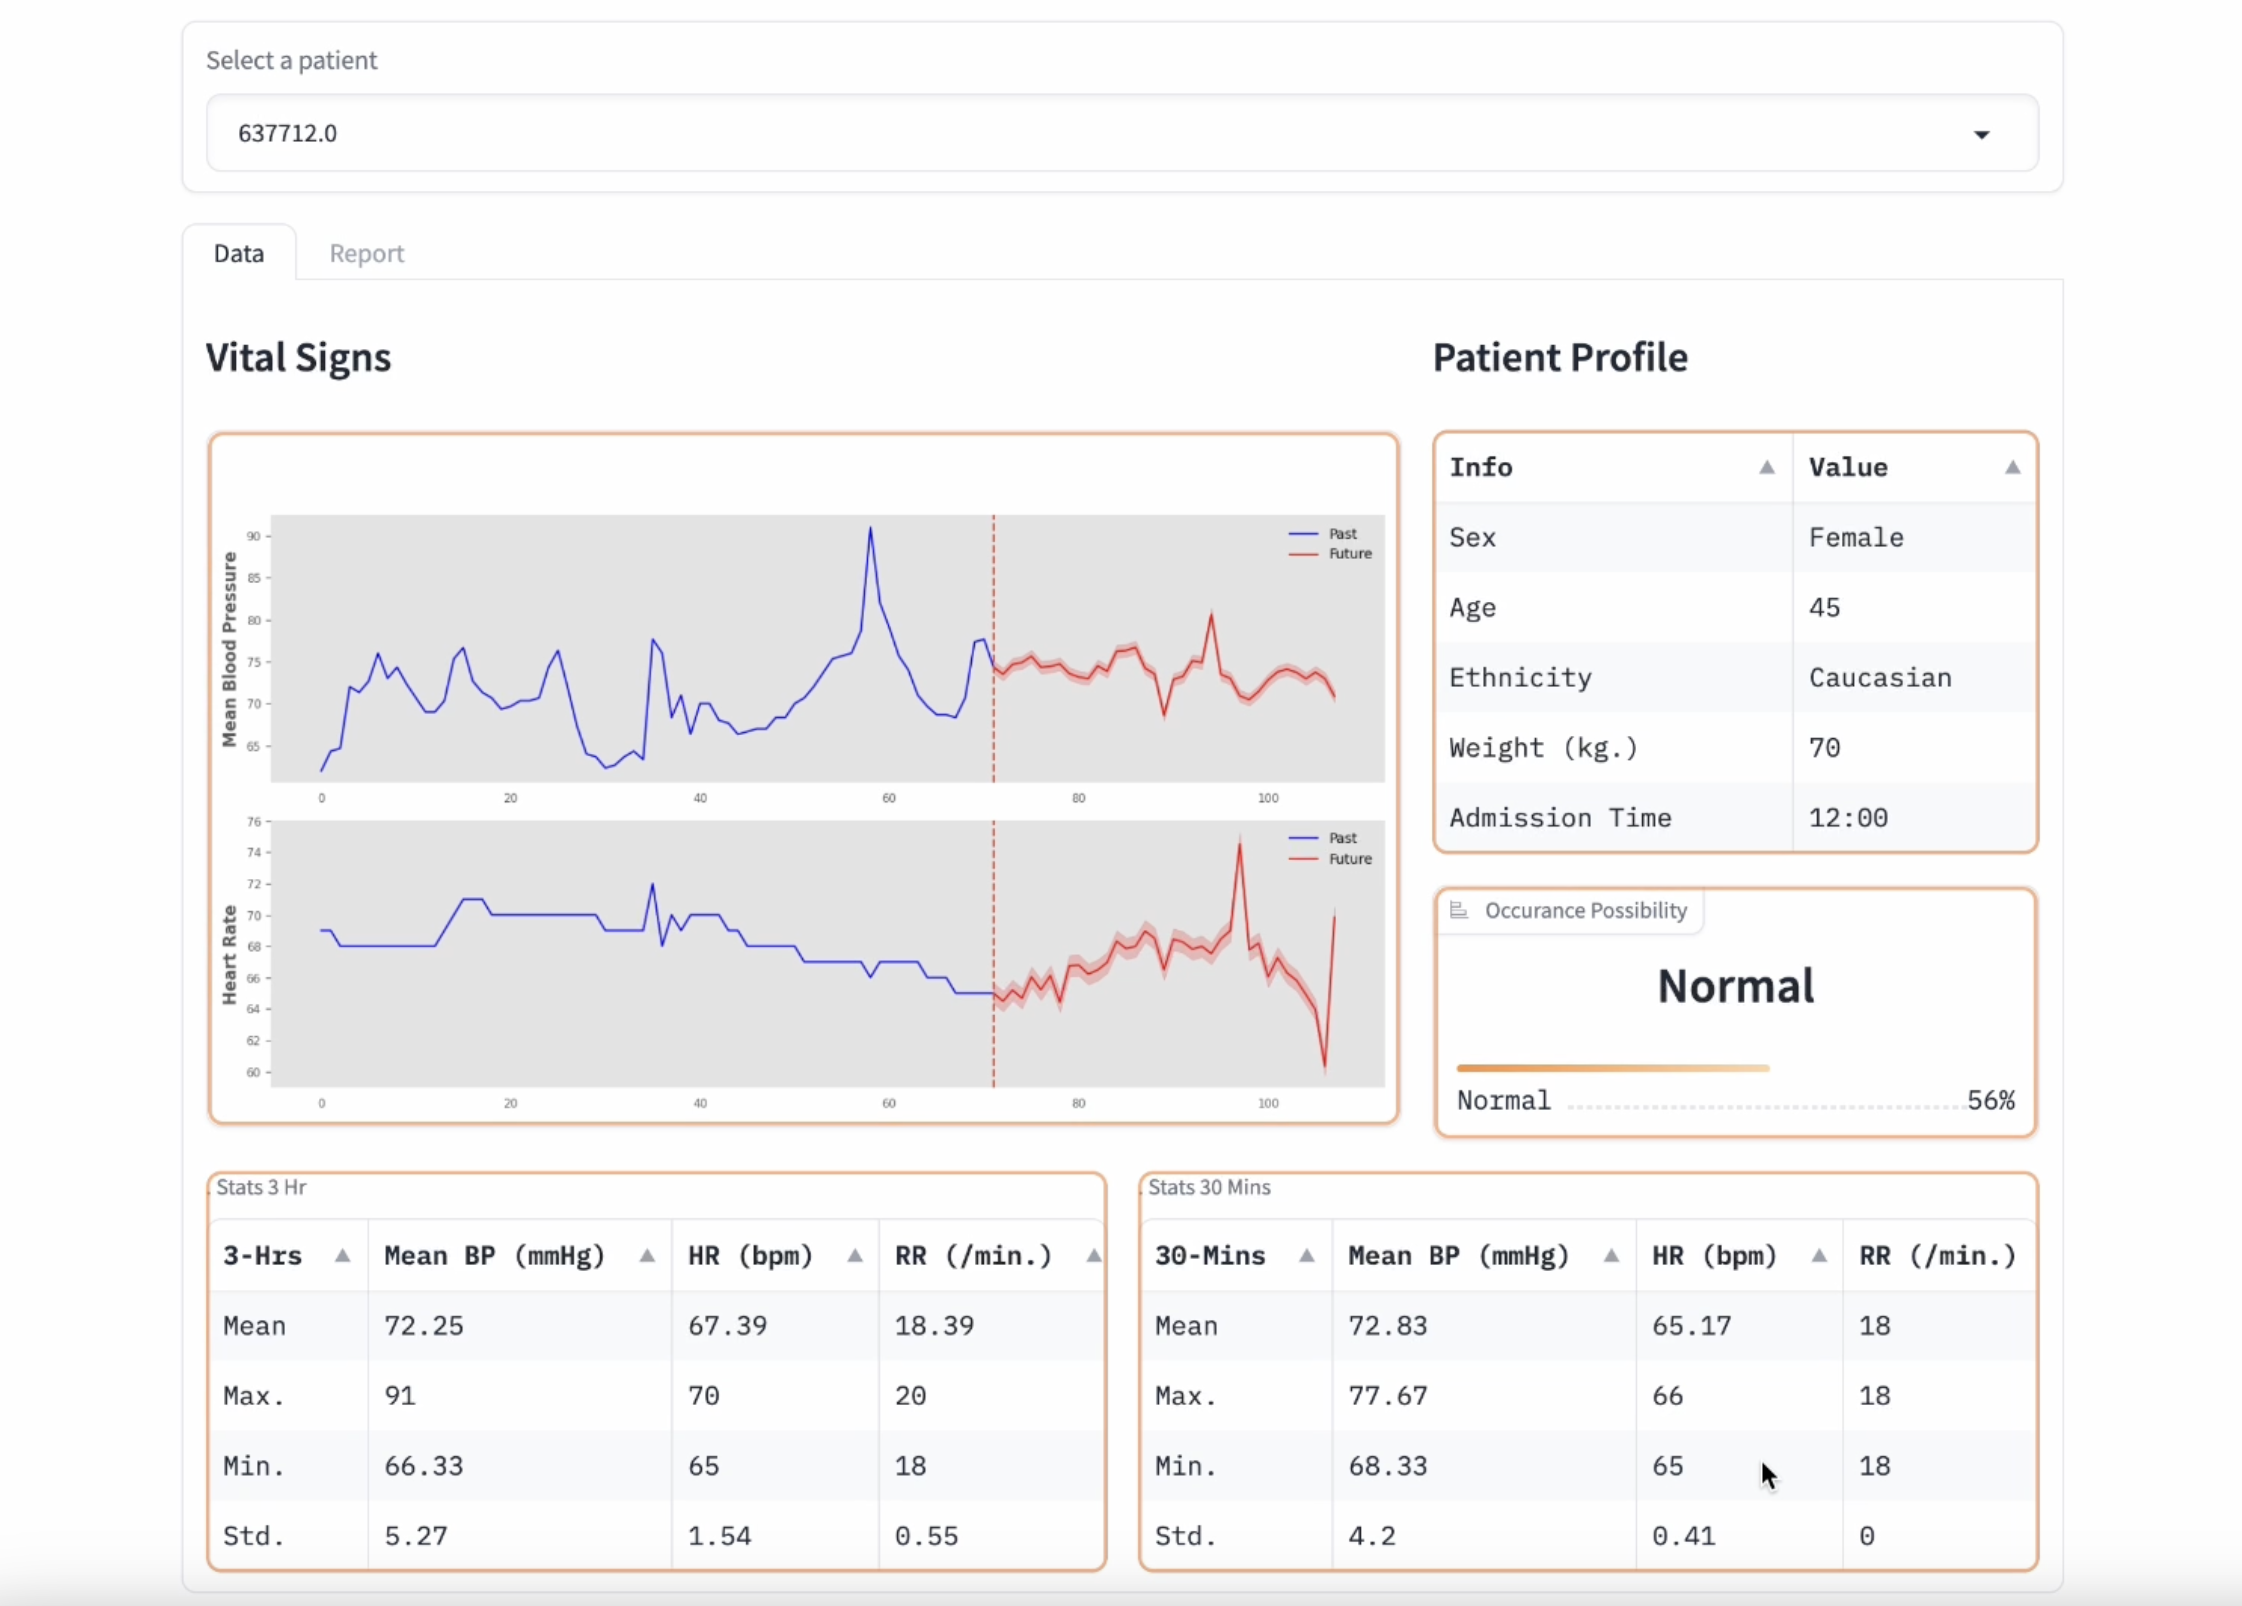 Select a patient
637712.0
Data Report
Vital Signs
Mean Blood Pressure
90
85
80
75
70
65
Past
Future
0 20 40 60 80 100
Heart Rate
76
74
72
70
68
66
64
62
60
Past
Future
0 20 40 60 80 100
Patient Profile
Info Value
Sex Female
Age 45
Ethnicity Caucasian
Weight (kg.) 70
Admission Time 12:00
Occurance Possibility
Normal
Normal 56%
Stats 3 Hr
3-Hrs Mean BP (mmHg) HR (bpm) RR (/min.)
Mean 72.25 67.39 18.39
Max. 91 70 20
Min. 66.33 65 18
Std. 5.27 1.54 0.55
Stats 30 Mins
30-Mins Mean BP (mmHg) HR (bpm) RR (/min.)
Mean 72.83 65.17 18
Max. 77.67 66 18
Min. 68.33 65 18
Std. 4.2 0.41 0